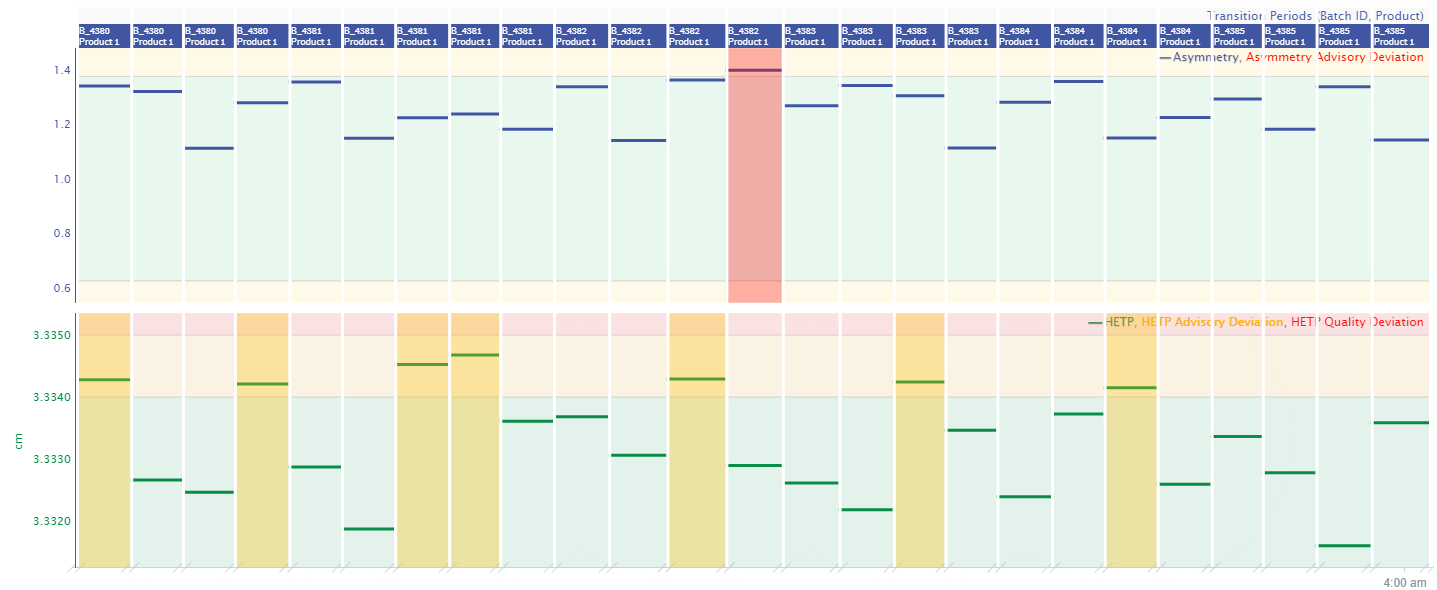 Transition Periods (Batch ID, Product)
B_4380 B_4380 B_4380 B_4380 B_4381 B_4381 B_4381 B_4381 B_4381 B_4382 B_4382 B_4382 B_4382 B_4383 B_4383 B_4383 B_4383 B_4384 B_4384 B_4384 B_4384 B_4385 B_4385 B_4385 B_4385
Product 1 Product 1 Product 1 Product 1 Product 1 Product 1 Product 1 Product 1 Product 1 Product 1 Product 1 Product 1 Product 1 Product 1 Product 1 Product 1 Product 1 Product 1 Product 1 Product 1 Product 1 Product 1 Product 1 Product 1 Product 1
Asymmetry, Asymmetry Advisory Deviation
1.4
1.2
1.0
0.8
0.6
HETP, HETP Advisory Deviation, HETP Quality Deviation
3.3350
3.3340
cm
3.3330
3.3320
4:00 am